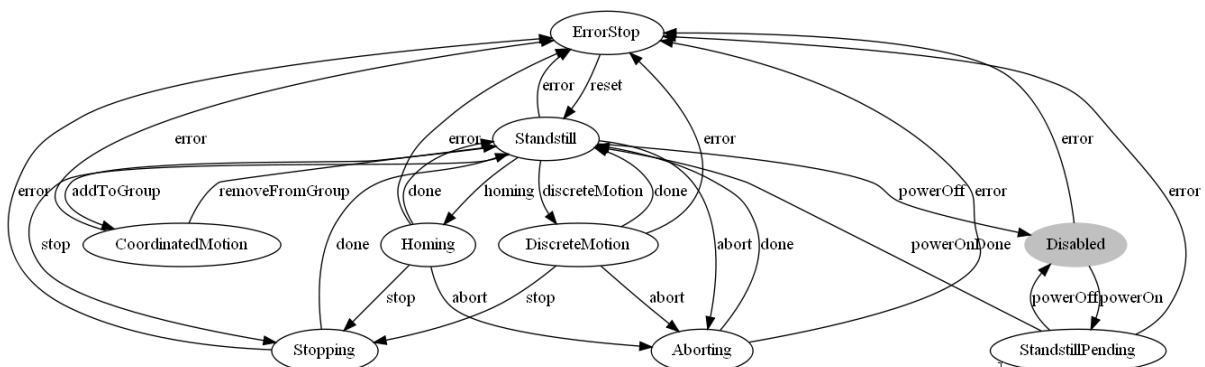 ErrorStop
error
reset
Standstill
error
error
error
error
addToGroup
removeFromGroup
done
homing
discreteMotion
done
powerOff
error
error
error
stop
CoordinatedMotion
done
Homing
DiscreteMotion
abort
done
powerOnDone
Disabled
stop
abort
stop
abort
powerOff
powerOn
Stopping
Aborting
StandstillPending